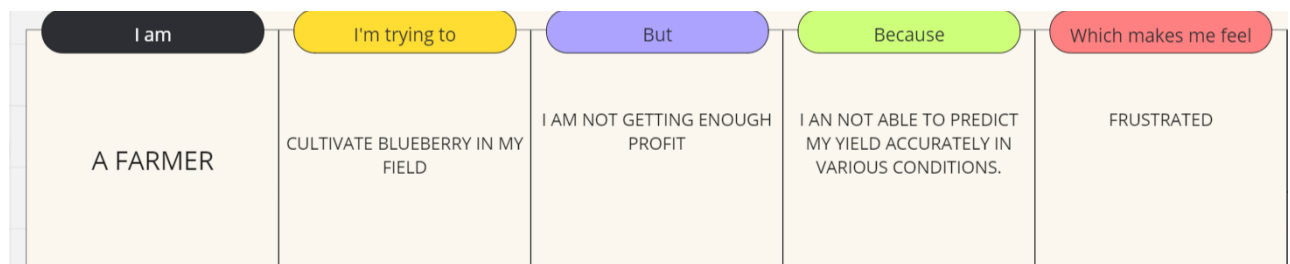 I am
I'm trying to
But
Because
Which makes me feel
A FARMER
CULTIVATE BLUEBERRY IN MY
FIELD
I AM NOT GETTING ENOUGH
PROFIT
I AN NOT ABLE TO PREDICT
MY YIELD ACCURATELY IN
VARIOUS CONDITIONS.
FRUSTRATED